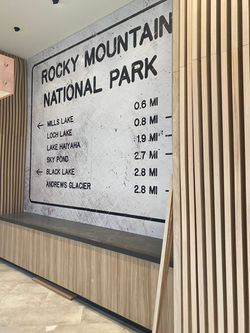 ROCKY MOUNTAIN
NATIONAL PARK
← MILLS LAKE 0.6 MI
LOCH LAKE 0.8 MI
LAKE HAIYAHA 1.9 MI
SKY POND 2.7 MI
← BLACK LAKE 2.8 MI
ANDREWS GLACIER 2.8 MI